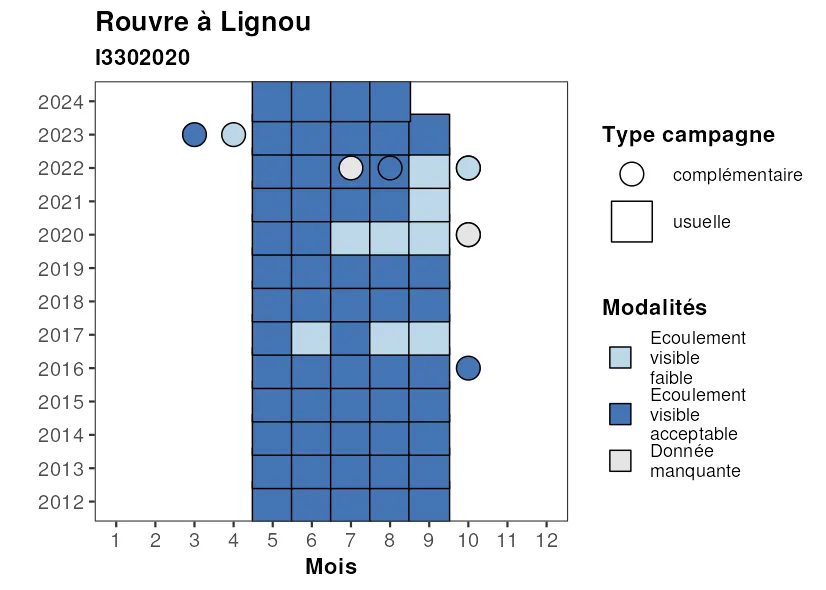 Rouvre à Lignou
I3302020
2024
2023
2022
2021
2020
2019
2018
2017
2016
2015
2014
2013
2012
1 2 3 4 5 6 7 8 9 10 11 12
Mois
Type campagne
complémentaire
usuelle
Modalités
Ecoulement
visible
faible
Ecoulement
visible
acceptable
Donnée
manquante